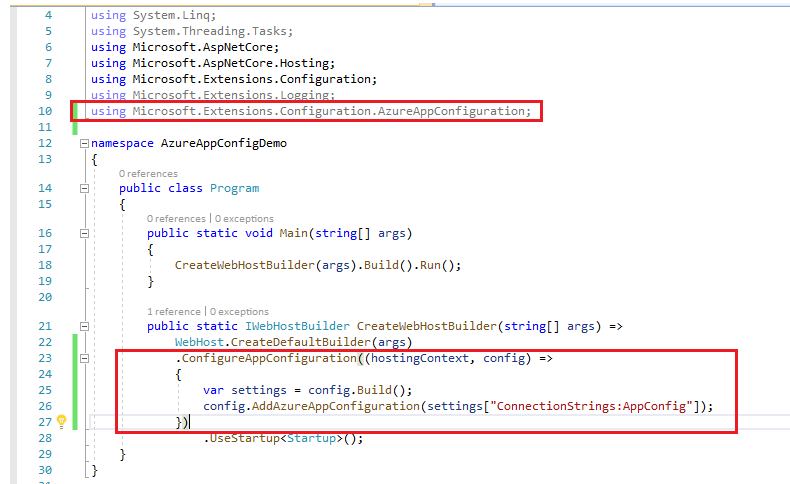 4 using System.Linq;
5 using System.Threading.Tasks;
6 using Microsoft.AspNetCore;
7 using Microsoft.AspNetCore.Hosting;
8 using Microsoft.Extensions.Configuration;
9 using Microsoft.Extensions.Logging;
10 using Microsoft.Extensions.Configuration.AzureAppConfiguration;
11
12 namespace AzureAppConfigDemo
13 {
0 references
14 public class Program
15 {
0 references | 0 exceptions
16 public static void Main(string[] args)
17 {
18 CreateWebHostBuilder(args).Build().Run();
19 }
20
1 reference | 0 exceptions
21 public static IWebHostBuilder CreateWebHostBuilder(string[] args) =>
22 WebHost.CreateDefaultBuilder(args)
23 .ConfigureAppConfiguration((hostingContext, config) =>
24 {
25 var settings = config.Build();
26 config.AddAzureAppConfiguration(settings["ConnectionStrings:AppConfig"]);
27 })
28 .UseStartup<Startup>();
29 }
30 }